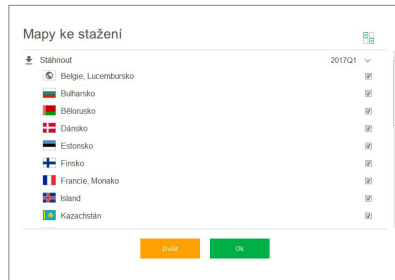 Mapy ke stažení
Stáhnout 2017Q1
Belgie, Lucembursko
Bulharsko
Bělorusko
Dánsko
Estonsko
Finsko
Francie, Monako
Island
Kazachstán
Zrušit Ok